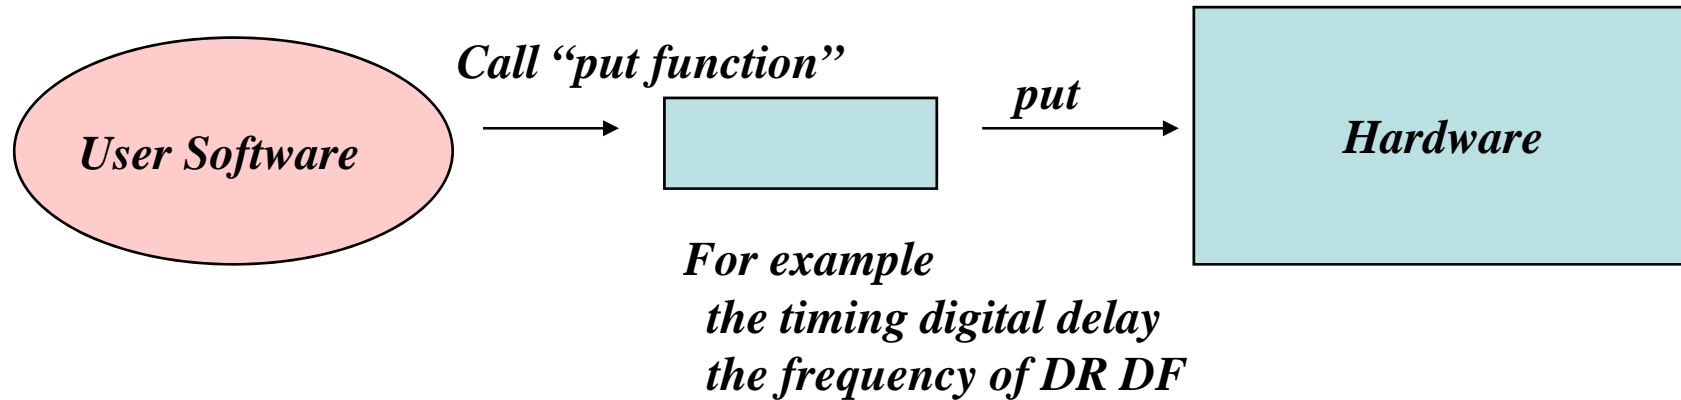 User Software
Call “put function”
put
Hardware
For example
the timing digital delay
the frequency of DR DF